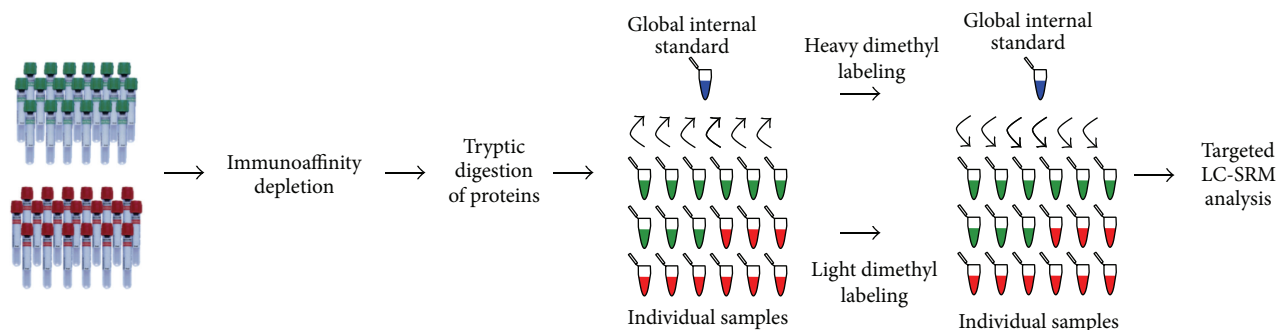 Immunoaffinity
depletion
Tryptic
digestion
of proteins
Global internal
standard
Individual samples
Heavy dimethyl
labeling
Light dimethyl
labeling
Global internal
standard
Individual samples
Targeted
LC-SRM
analysis